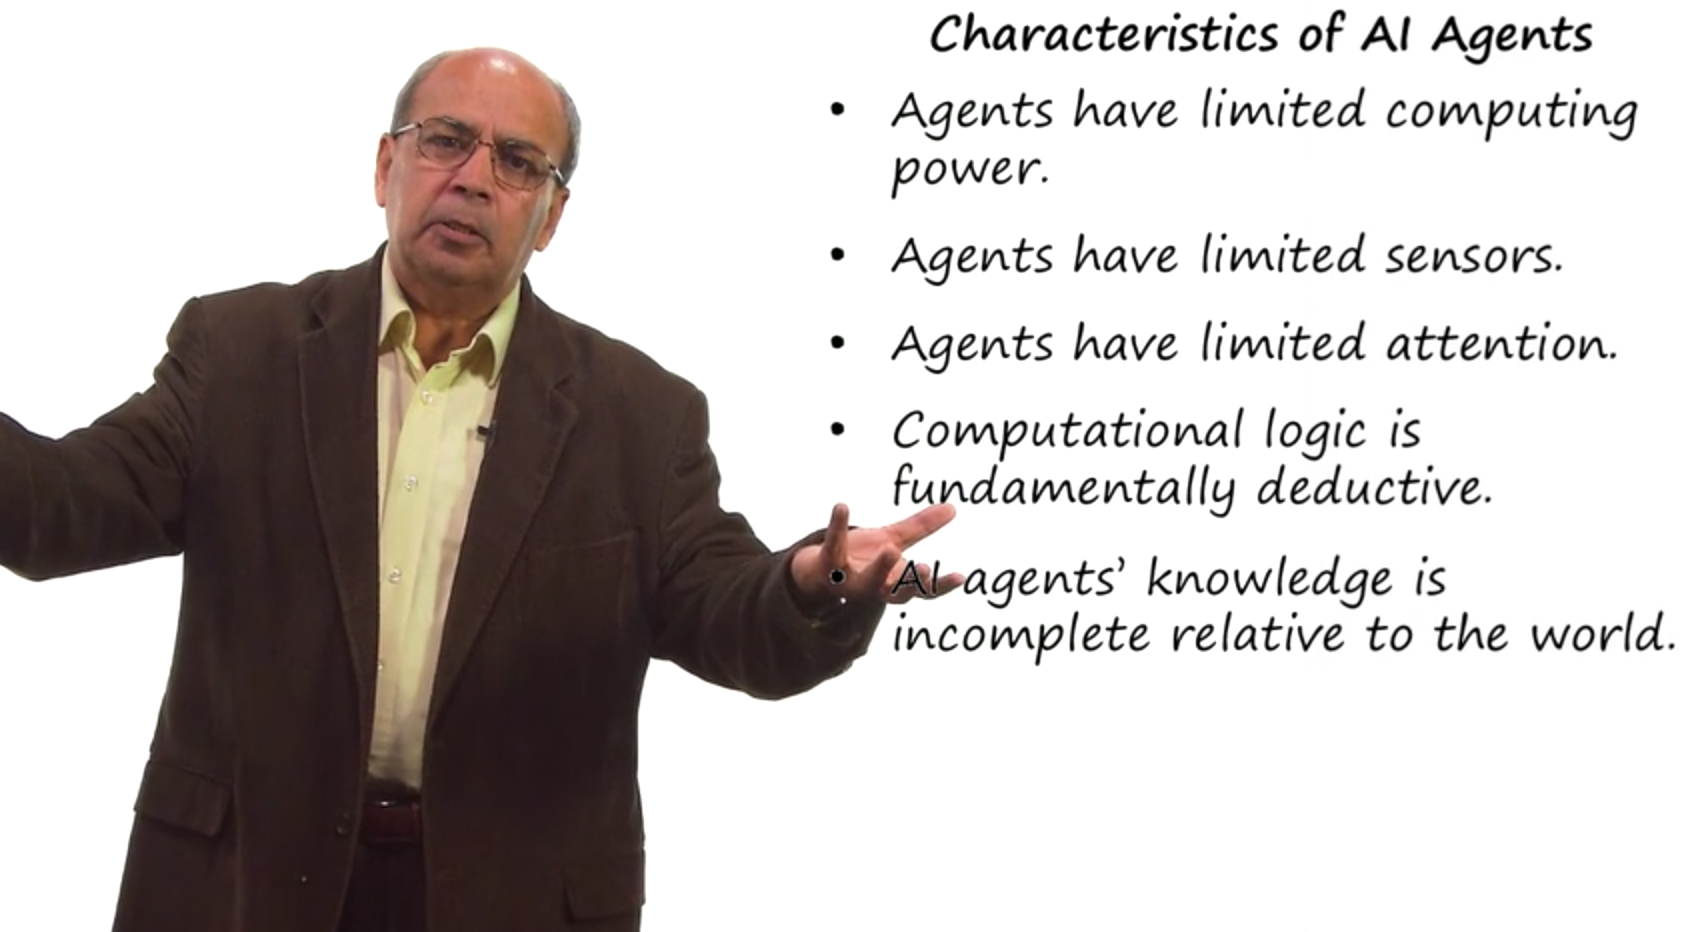 Characteristics of AI Agents
• Agents have limited computing
power.
• Agents have limited sensors.
• Agents have limited attention.
• Computational logic is
fundamentally deductive.
• AI agents’ knowledge is
incomplete relative to the world.